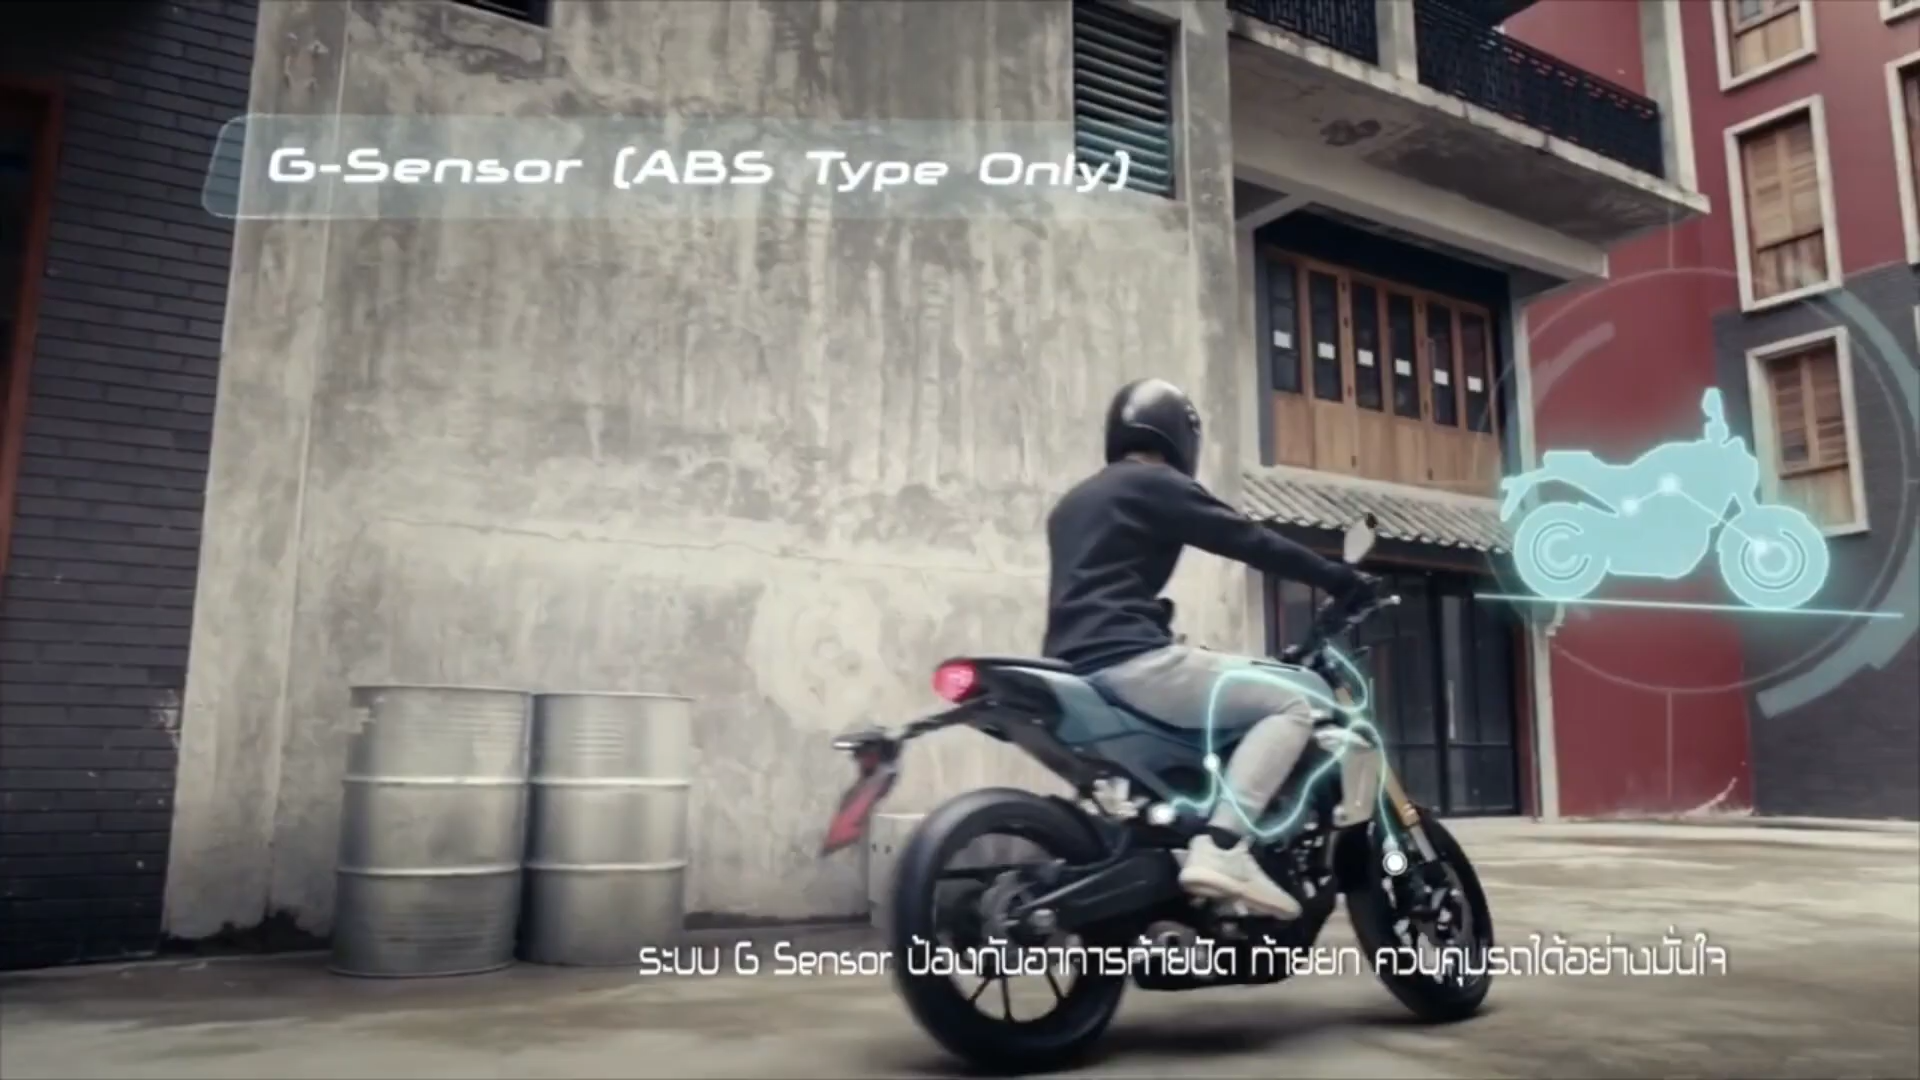 G-Sensor (ABS Type Only)
ระบบ G Sensor ป้องกันอาการท้ายปัด ท้ายยก ควบคุมรถได้อย่างมั่นใจ